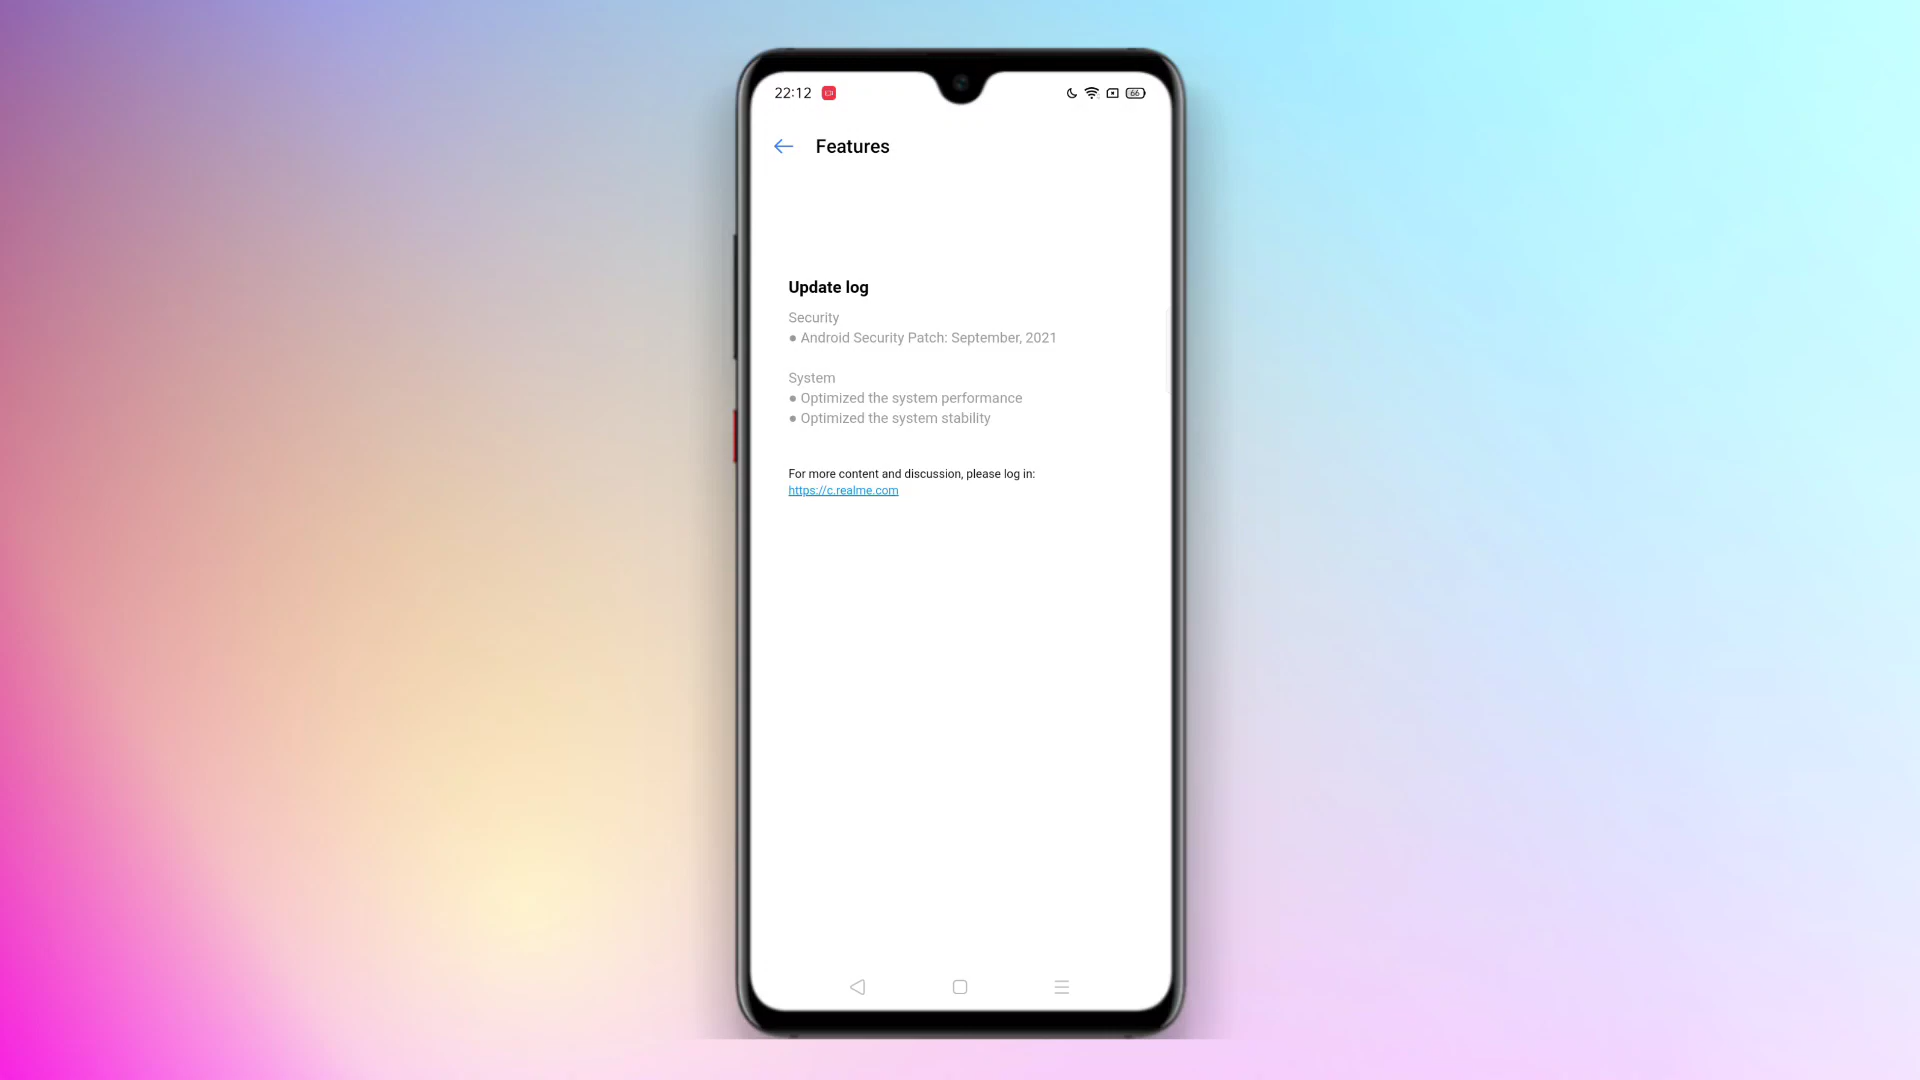 22:12
66
Features
Update log
Security
● Android Security Patch: September, 2021
System
● Optimized the system performance
● Optimized the system stability
For more content and discussion, please log in:
https://c.realme.com